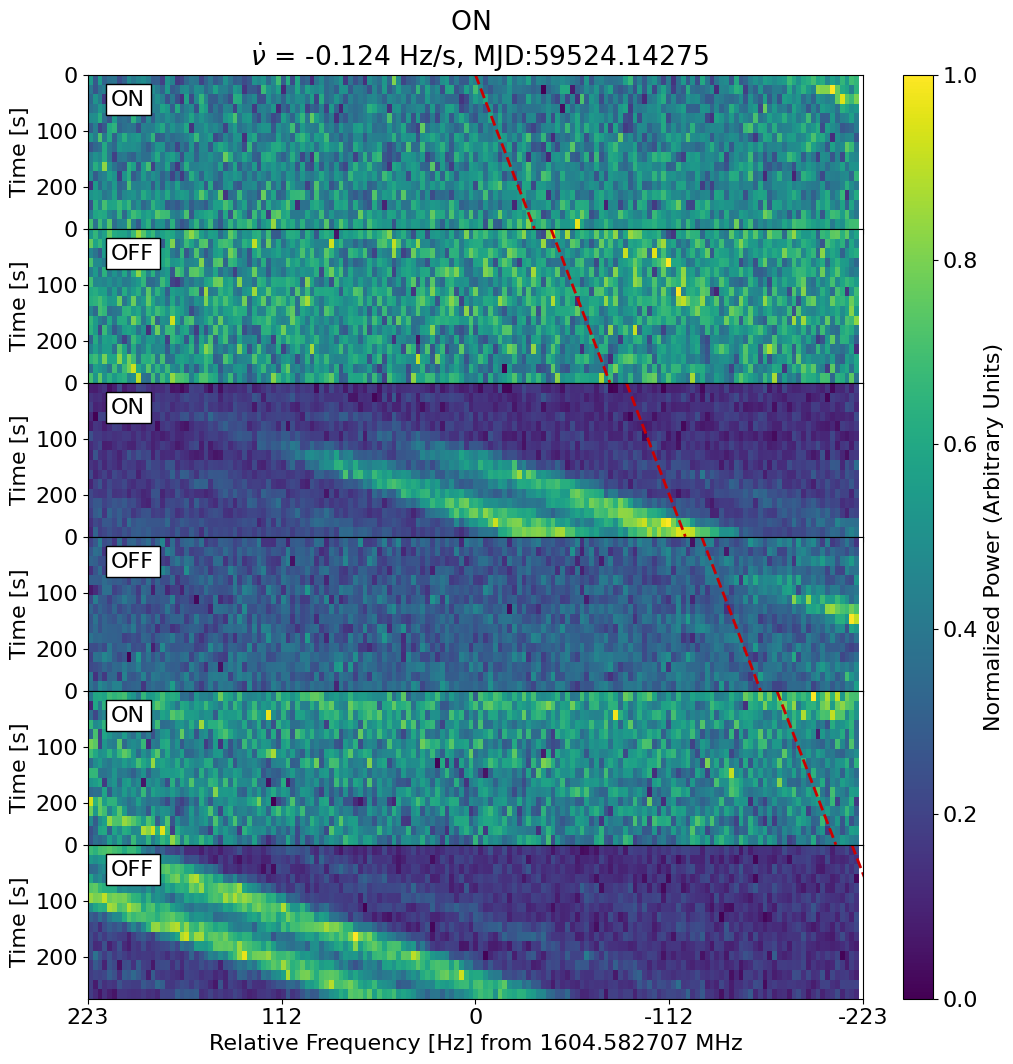 ON
ν̇ = -0.124 Hz/s, MJD:59524.14275
0
ON
100
Time [s]
200
0
OFF
100
Time [s]
200
0
ON
100
Time [s]
200
0
OFF
100
Time [s]
200
0
ON
100
Time [s]
200
0
OFF
100
Time [s]
200
223 112 0 -112 -223
Relative Frequency [Hz] from 1604.582707 MHz
1.0
0.8
0.6
0.4
0.2
0.0
Normalized Power (Arbitrary Units)